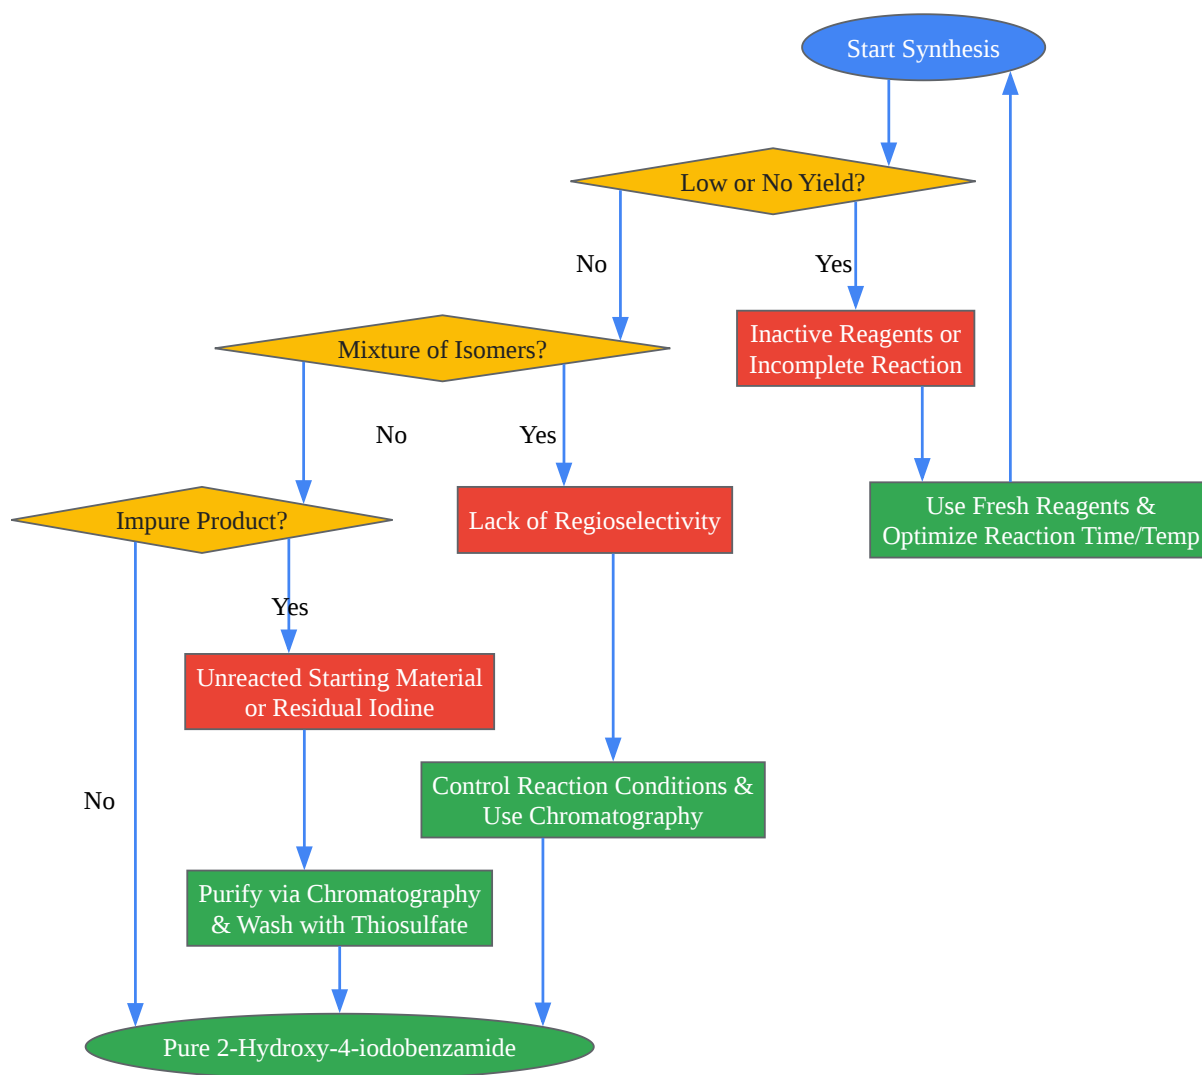 Start Synthesis
Low or No Yield?
No
Yes
Inactive Reagents or
Incomplete Reaction
Mixture of Isomers?
No
Yes
Use Fresh Reagents &
Optimize Reaction Time/Temp
Impure Product?
Lack of Regioselectivity
Yes
Unreacted Starting Material
or Residual Iodine
No
Control Reaction Conditions &
Use Chromatography
Purify via Chromatography
& Wash with Thiosulfate
Pure 2-Hydroxy-4-iodobenzamide